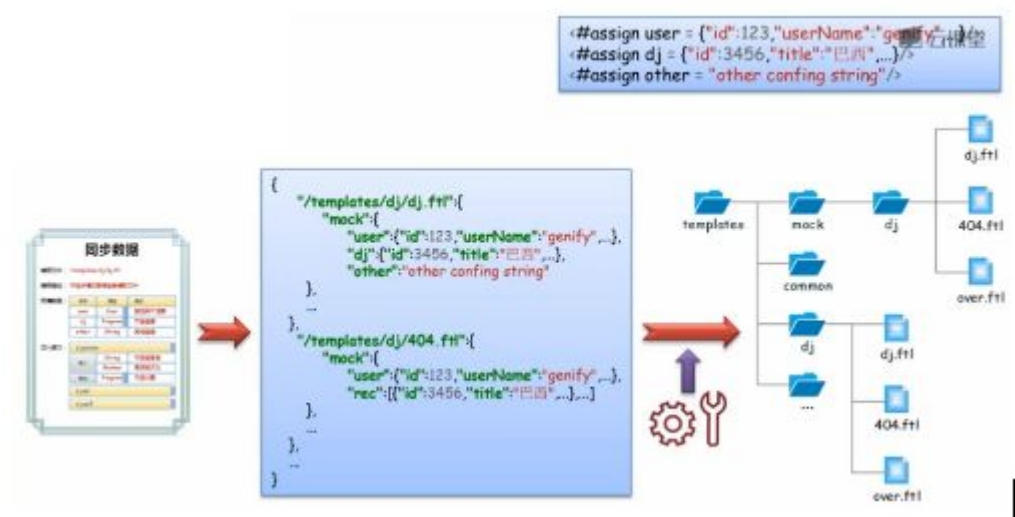 <#assign user = {"id":123,"userName":"genify",...}/>
<#assign dj = {"id":3456,"title":"巴西",...}/>
<#assign other = "other confing string"/>
同步数据
{
"/templates/dj/dj.ftl":{
"mock":{
"user":{"id":123,"userName":"genify",...},
"dj":{"id":3456,"title":"巴西",...},
"other":"other confing string"
},
...
},
"/templates/dj/404.ftl":{
"mock":{
"user":{"id":123,"userName":"genify",...},
"rec":[{"id":3456,"title":"巴西",...},...]
},
...
},
...
}
templates
mock
dj
dj.ftl
404.ftl
over.ftl
common
dj
...
dj.ftl
404.ftl
over.ftl